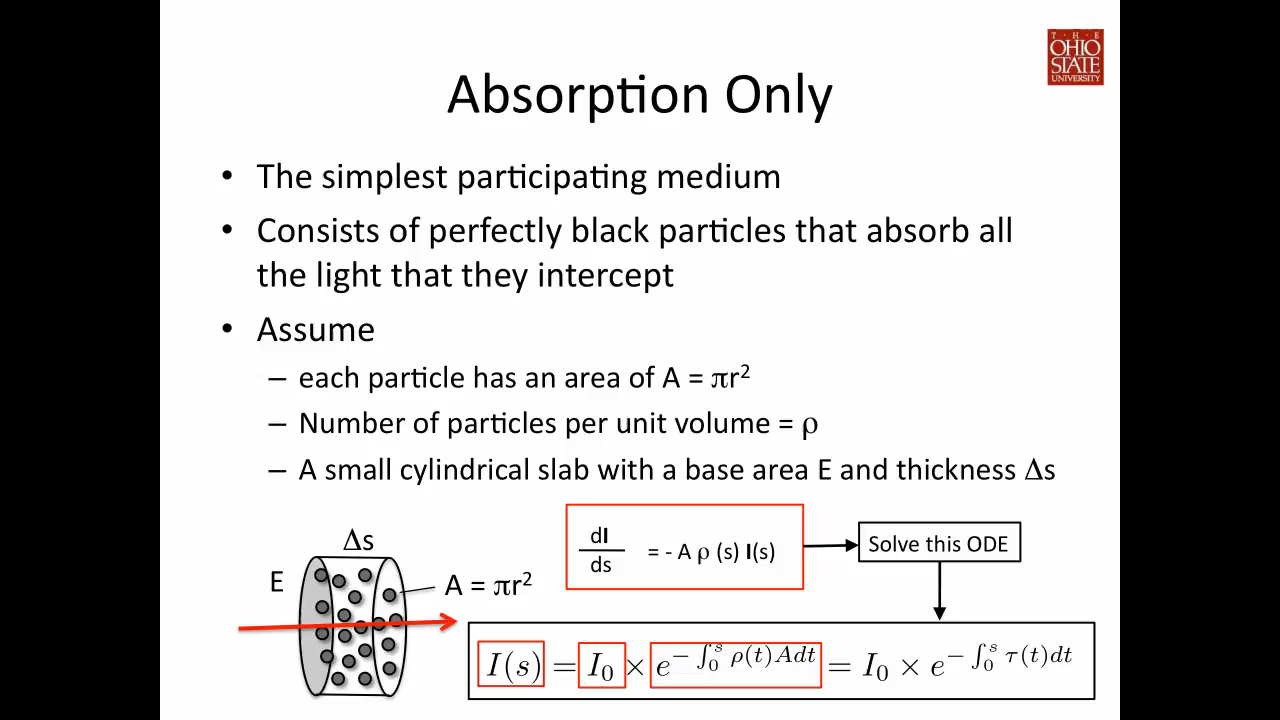 T · H · E
OHIO
STATE
UNIVERSITY
Absorption Only
• The simplest participating medium
• Consists of perfectly black particles that absorb all
the light that they intercept
• Assume
– each particle has an area of A = πr²
– Number of particles per unit volume = ρ
– A small cylindrical slab with a base area E and thickness Δs
Δs
E
A = πr²
dI
ds
= - A ρ (s) I(s)
Solve this ODE
I(s) = I₀ × e^{-∫₀ˢ ρ(t)Adt} = I₀ × e^{-∫₀ˢ τ(t)dt}